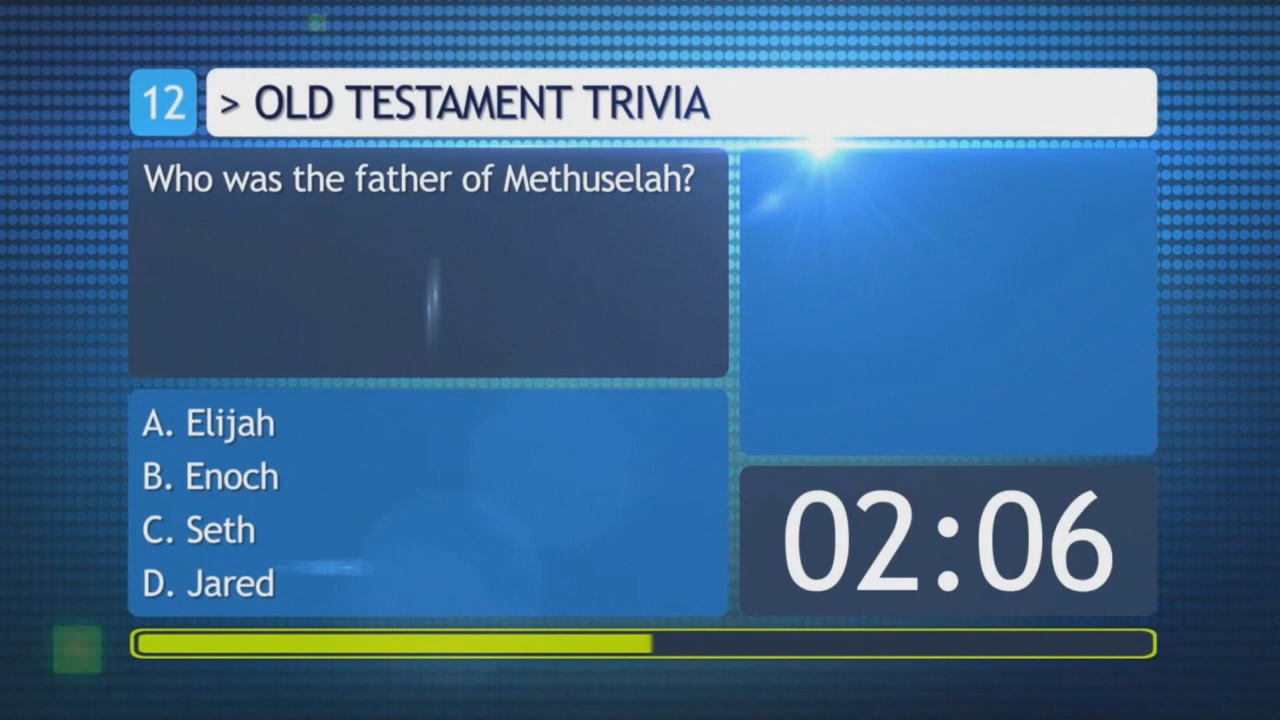 12 > OLD TESTAMENT TRIVIA
Who was the father of Methuselah?
A. Elijah
B. Enoch
C. Seth
D. Jared
02:06